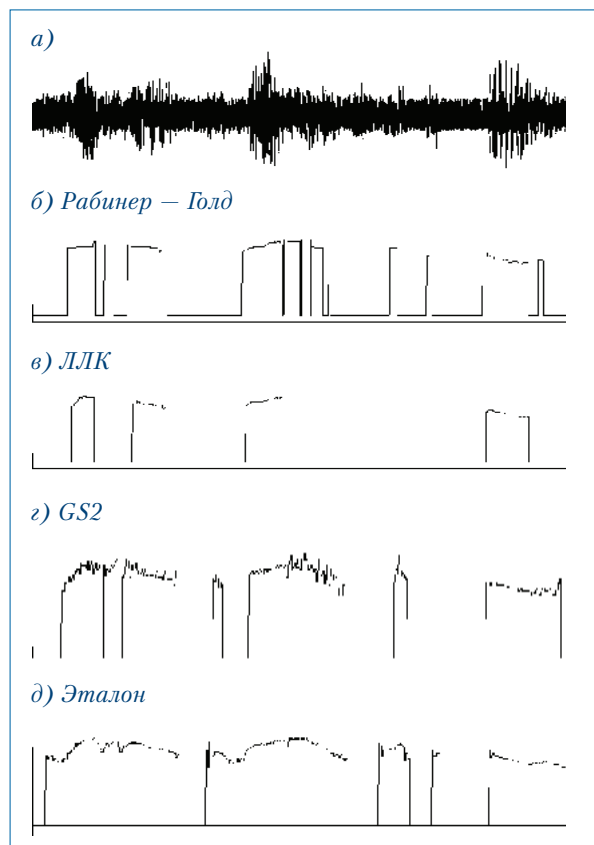 а)
б) Рабинер — Голд
в) ЛЛК
г) GS2
д) Эталон